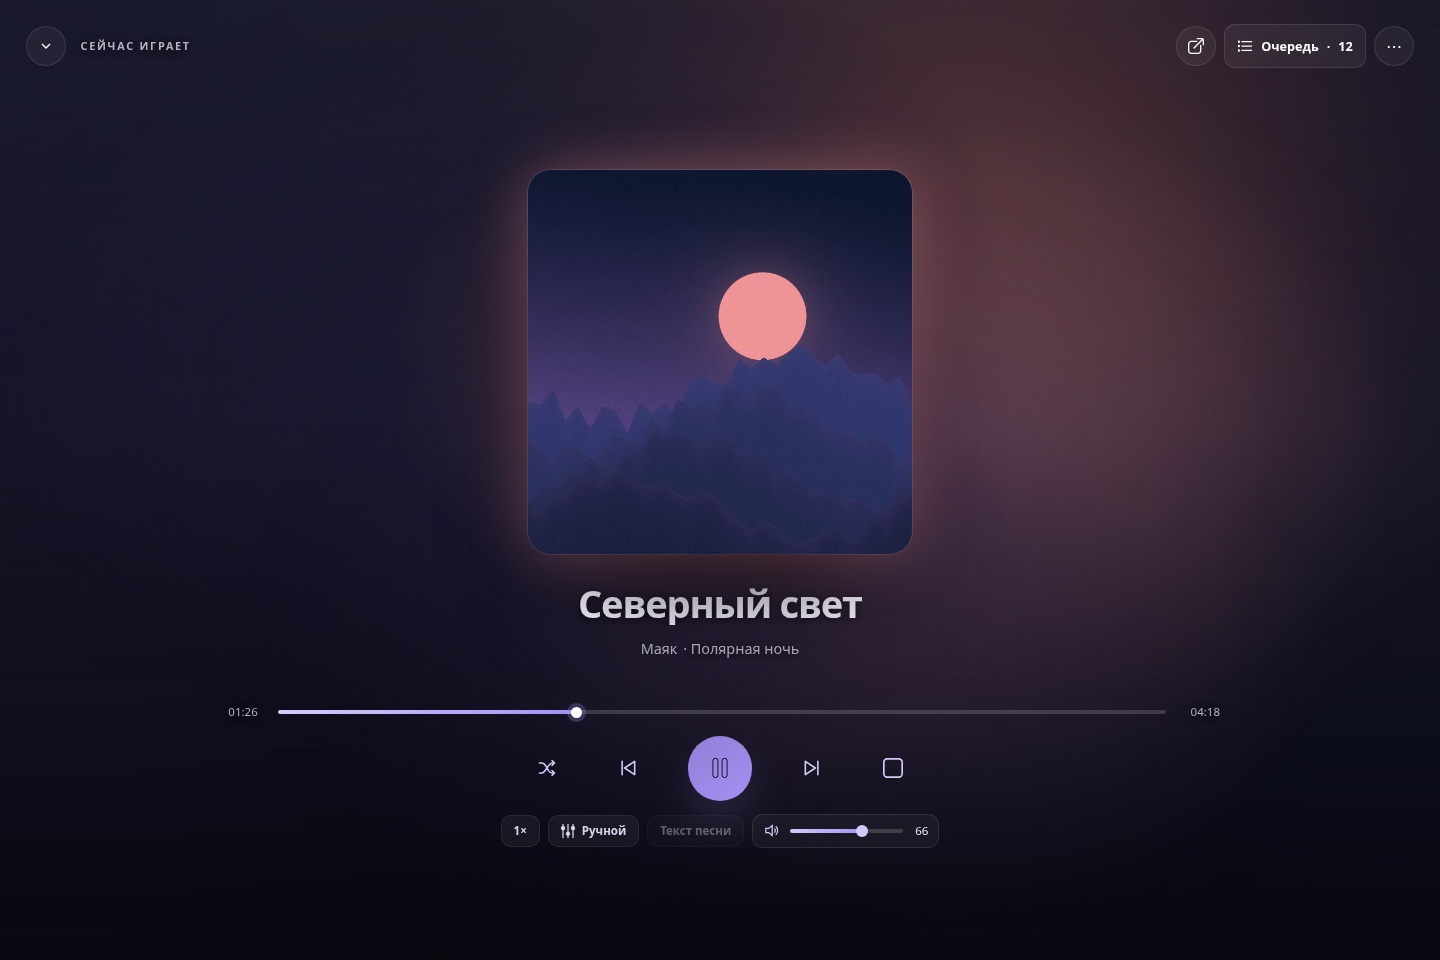 СЕЙЧАС ИГРАЕТ
Очередь · 12
Северный свет
Маяк · Полярная ночь
01:26
04:18
1×
Ручной
Текст песни
66